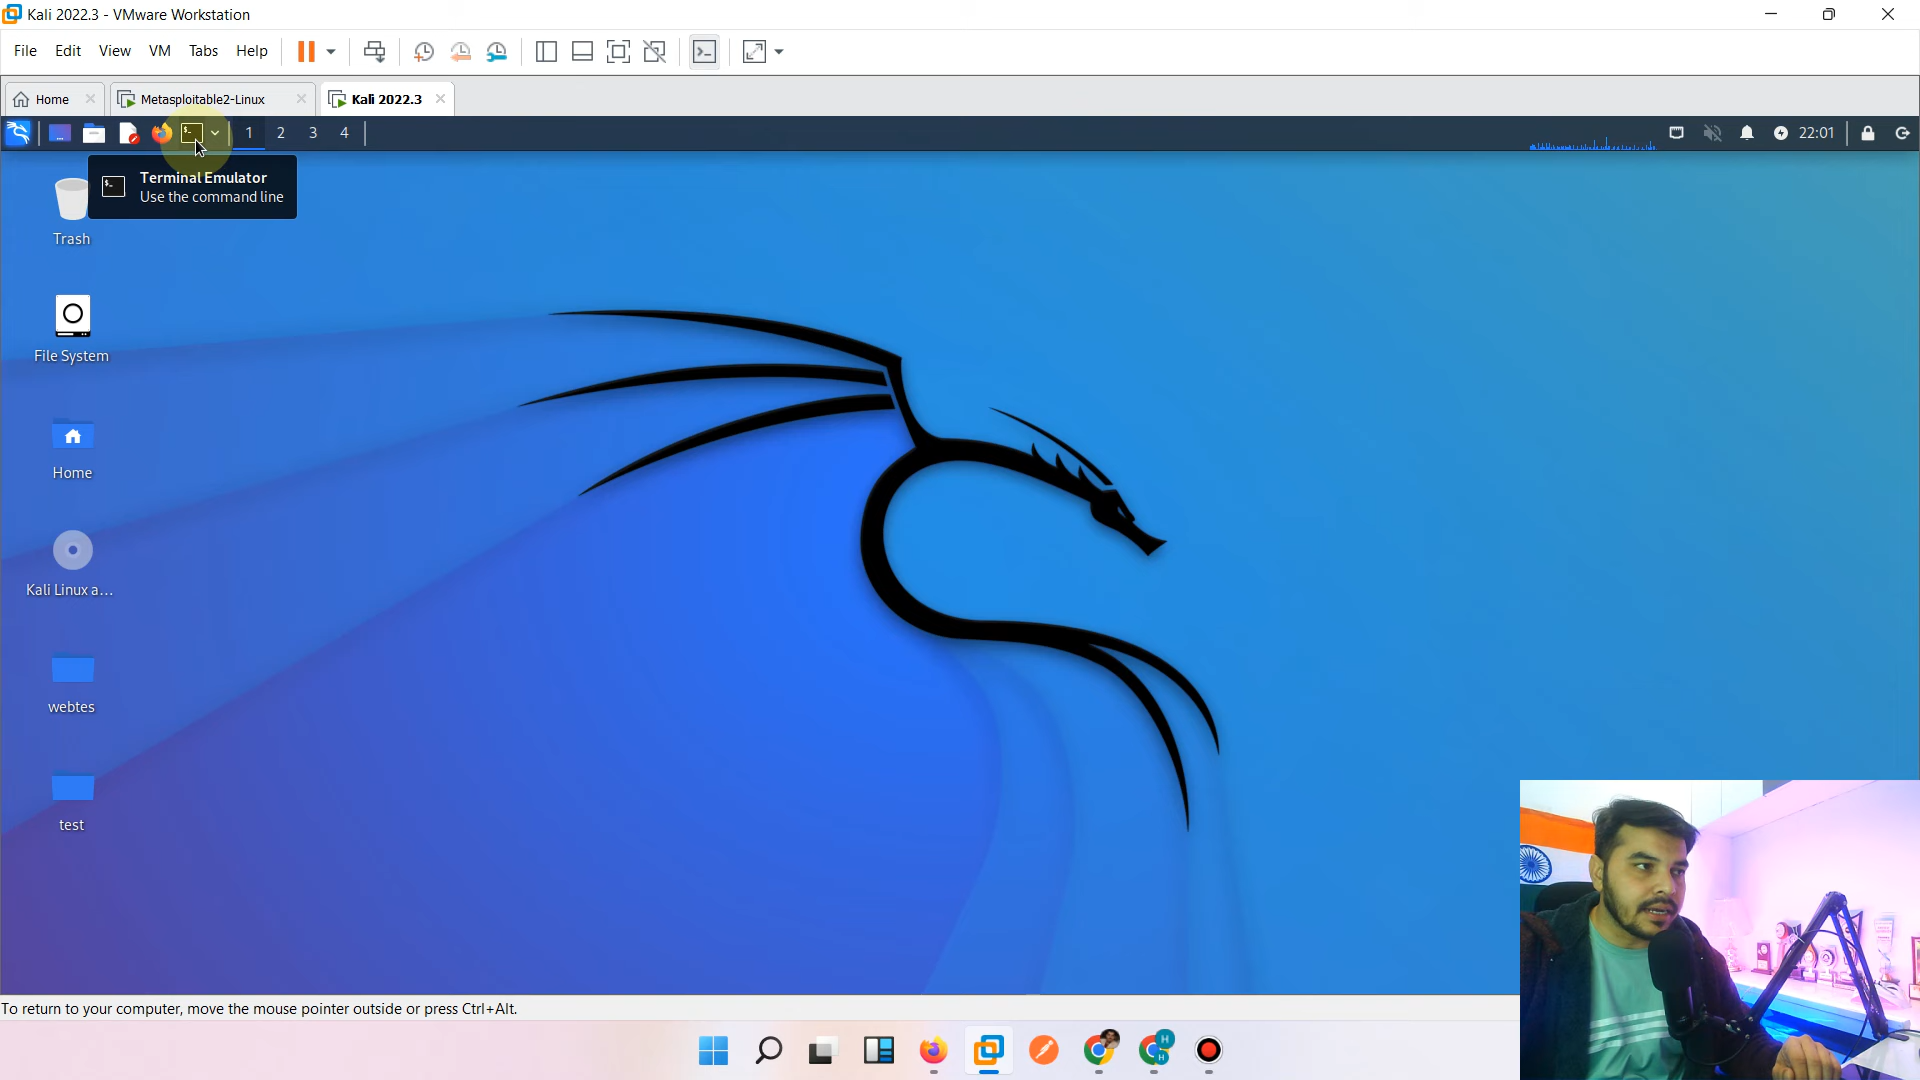 Kali 2022.3 - VMware Workstation
File Edit View VM Tabs Help
Home
Metasploitable2-Linux
Kali 2022.3
1 2 3 4
22:01
Terminal Emulator
Use the command line
Trash
File System
Home
Kali Linux a...
webtes
test
To return to your computer, move the mouse pointer outside or press Ctrl+Alt.
H
H